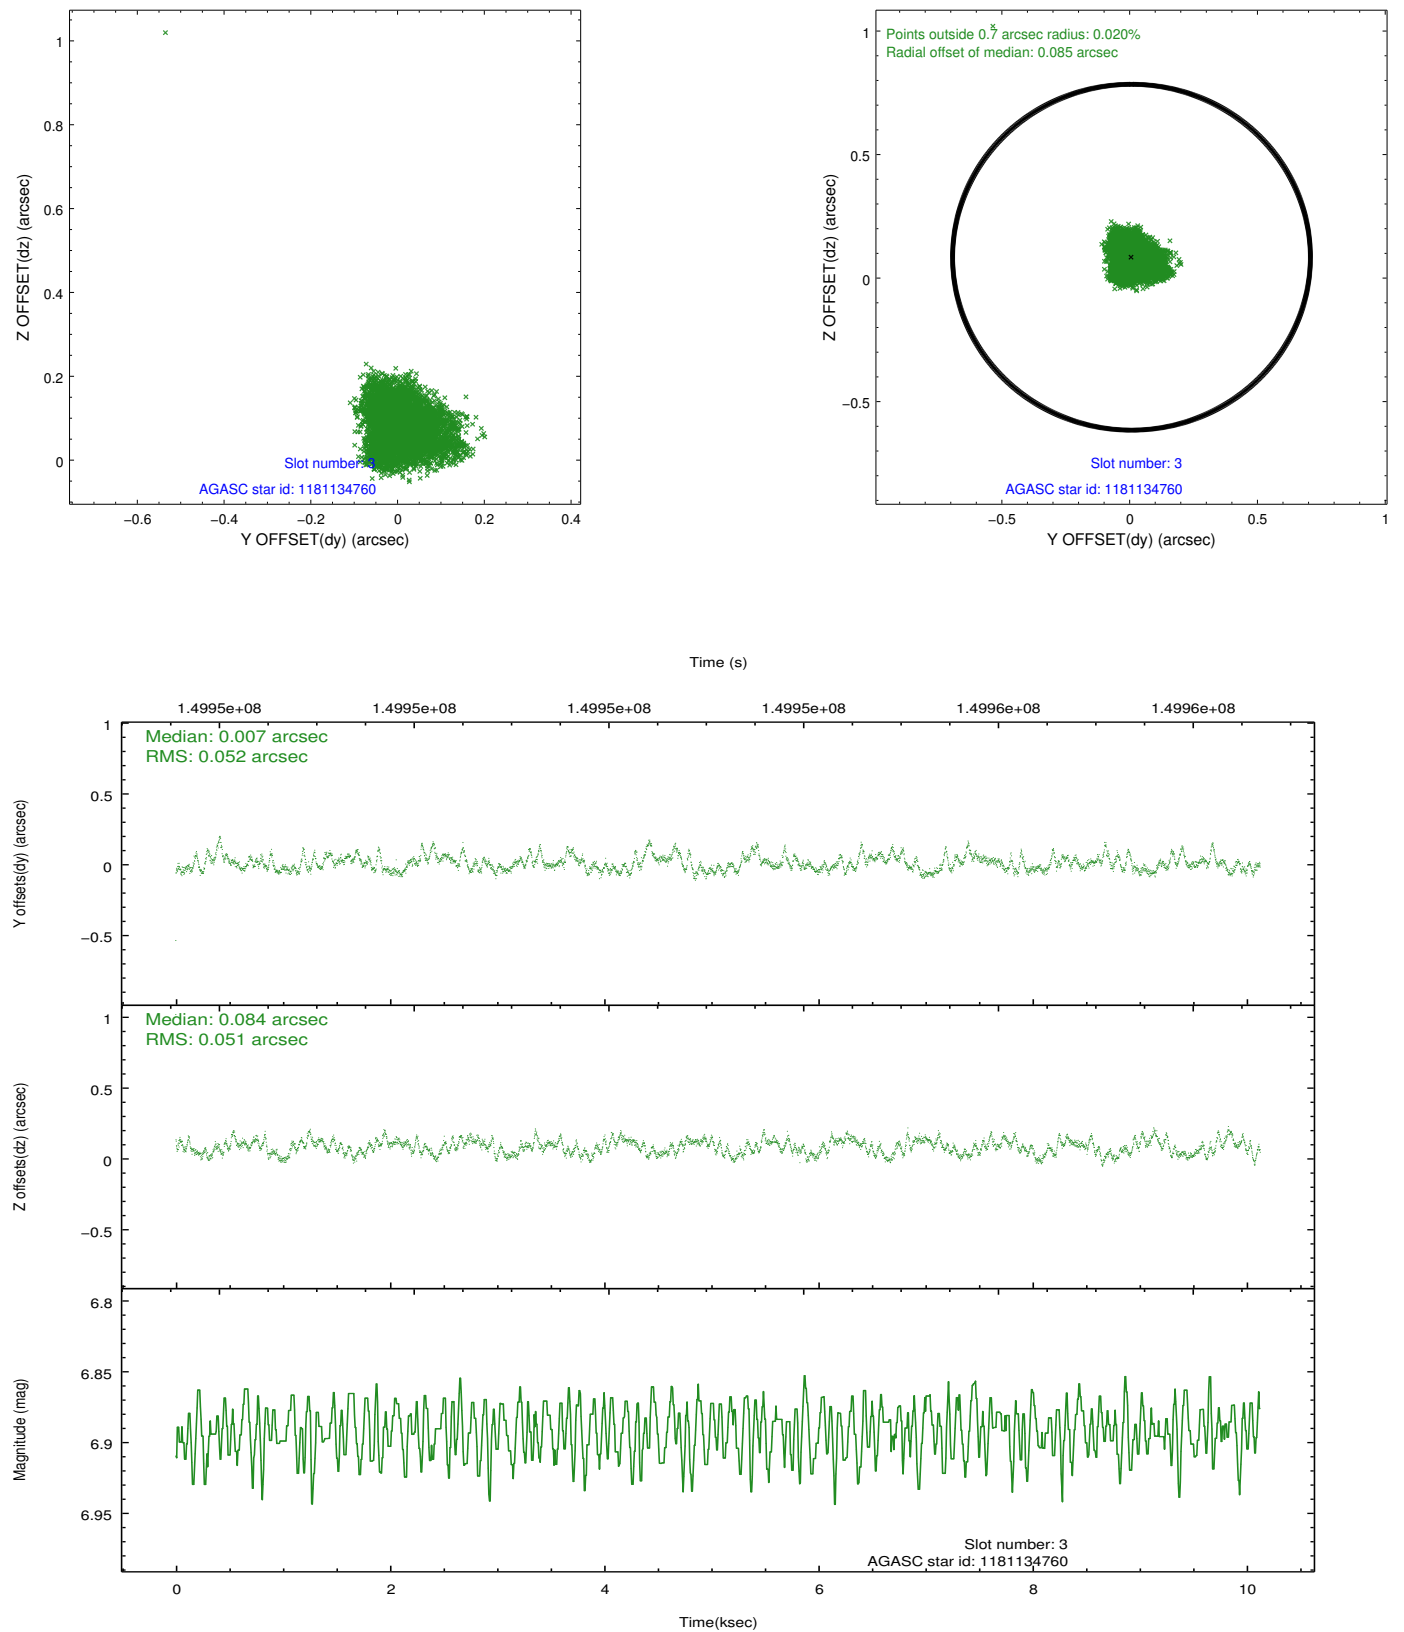 1
0.8
0.6
0.4
0.2
0
Z OFFSET(dz) (arcsec)
Slot number: 3
AGASC star id: 1181134760
−0.6 −0.4 −0.2 0 0.2 0.4
Y OFFSET(dy) (arcsec)
Points outside 0.7 arcsec radius: 0.020%
Radial offset of median: 0.085 arcsec
1
0.5
0
−0.5
Z OFFSET(dz) (arcsec)
Slot number: 3
AGASC star id: 1181134760
−0.5 0 0.5 1
Y OFFSET(dy) (arcsec)
Time (s)
1.4995e+08 1.4995e+08 1.4995e+08 1.4995e+08 1.4996e+08 1.4996e+08
Median: 0.007 arcsec
RMS: 0.052 arcsec
1
0.5
0
−0.5
Y offsets(dy) (arcsec)
Median: 0.084 arcsec
RMS: 0.051 arcsec
1
0.5
0
−0.5
Z offsets(dz) (arcsec)
6.8
6.85
6.9
6.95
Magnitude (mag)
Slot number: 3
AGASC star id: 1181134760
0 2 4 6 8 10
Time(ksec)